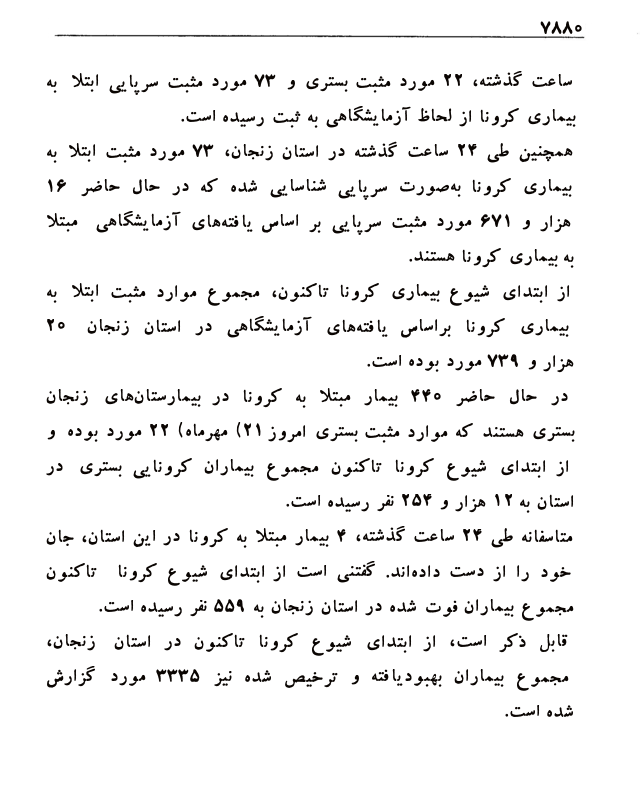 ۷۸۸۰
ساعت گذشته، ۲۲ مورد مثبت بستری و ۷۳ مورد مثبت سرپایی ابتلا به
بیماری کرونا از لحاظ آزمایشگاهی به ثبت رسیده است.
همچنین طی ۲۴ ساعت گذشته در استان زنجان، ۷۳ مورد مثبت ابتلا به
بیماری کرونا به‌صورت سرپایی شناسایی شده که در حال حاضر ۱۶
هزار و ۶۷۱ مورد مثبت سرپایی بر اساس یافته‌های آزمایشگاهی مبتلا
به بیماری کرونا هستند.
از ابتدای شیوع بیماری کرونا تاکنون، مجموع موارد مثبت ابتلا به
بیماری کرونا براساس یافته‌های آزمایشگاهی در استان زنجان ۲۰
هزار و ۷۳۹ مورد بوده است.
در حال حاضر ۴۴۰ بیمار مبتلا به کرونا در بیمارستان‌های زنجان
بستری هستند که موارد مثبت بستری امروز ۲۱) مهرماه) ۲۲ مورد بوده و
از ابتدای شیوع کرونا تاکنون مجموع بیماران کرونایی بستری در
استان به ۱۲ هزار و ۲۵۴ نفر رسیده است.
متاسفانه طی ۲۴ ساعت گذشته، ۴ بیمار مبتلا به کرونا در این استان، جان
خود را از دست داده‌اند. گفتنی است از ابتدای شیوع کرونا تاکنون
مجموع بیماران فوت شده در استان زنجان به ۵۵۹ نفر رسیده است.
قابل ذکر است، از ابتدای شیوع کرونا تاکنون در استان زنجان،
مجموع بیماران بهبودیافته و ترخیص شده نیز ۳۳۳۵ مورد گزارش
شده است.